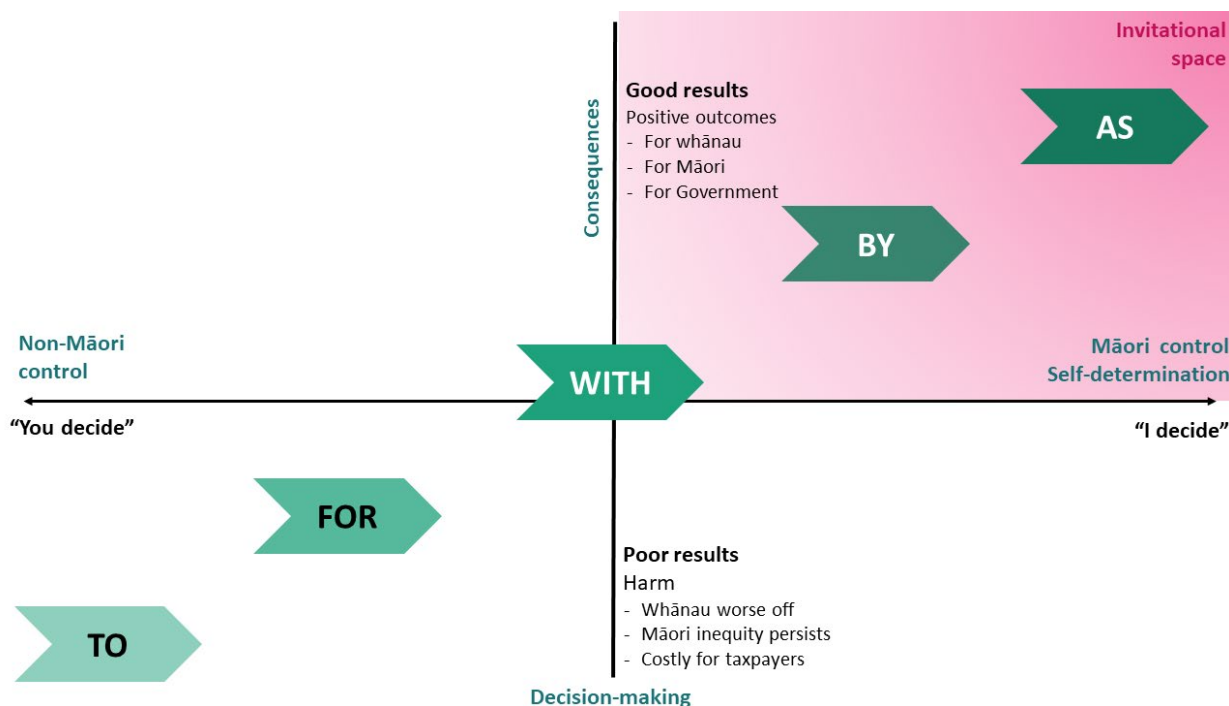 Invitational
space
Consequences
Good results
Positive outcomes
- For whānau
- For Māori
- For Government
AS
BY
Non-Māori
control
WITH
Māori control
Self-determination
“You decide”
“I decide”
FOR
Poor results
Harm
- Whānau worse off
- Māori inequity persists
- Costly for taxpayers
TO
Decision-making